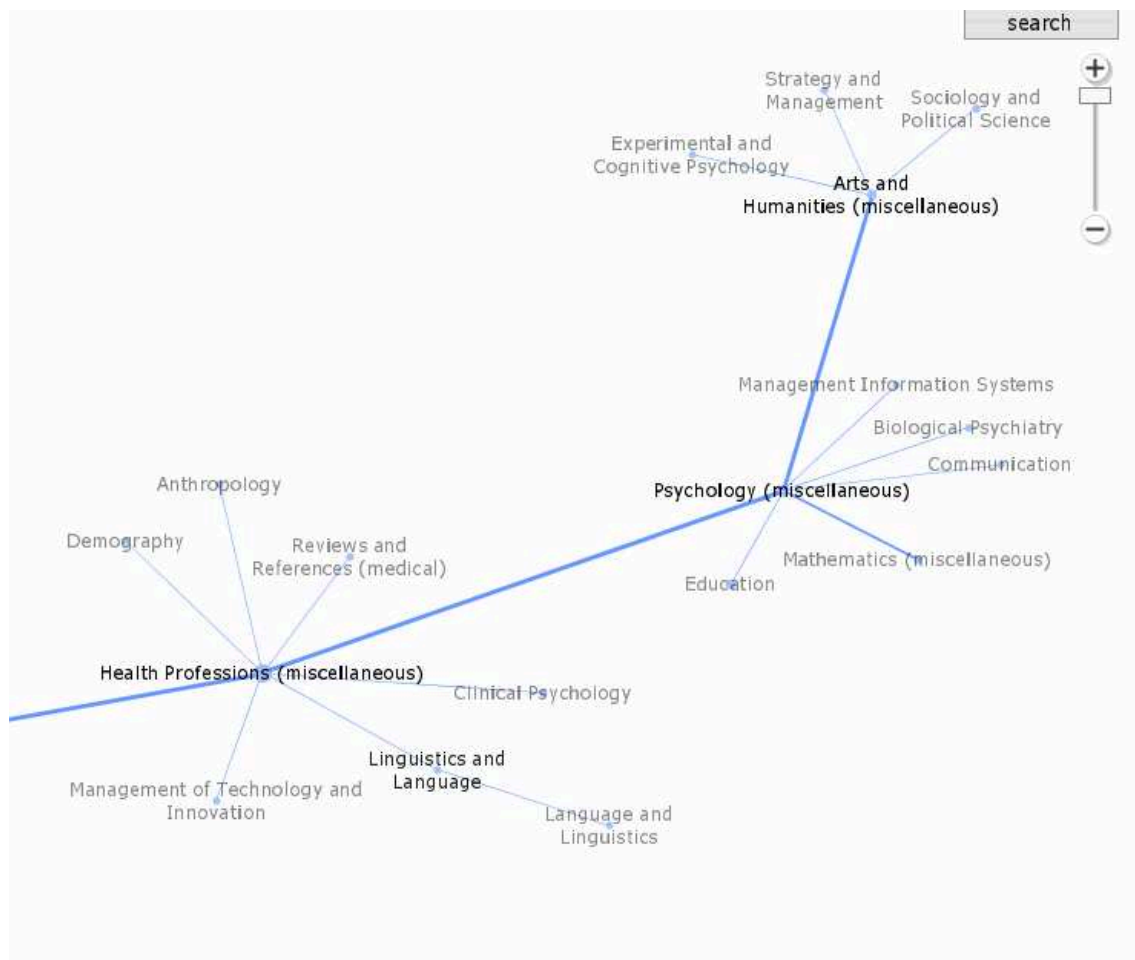 search
Strategy and
Management
Sociology and
Political Science
Experimental and
Cognitive Psychology
Arts and
Humanities (miscellaneous)
Management Information Systems
Biological Psychiatry
Communication
Psychology (miscellaneous)
Mathematics (miscellaneous)
Education
Anthropology
Demography
Reviews and
References (medical)
Health Professions (miscellaneous)
Clinical Psychology
Linguistics and
Language
Management of Technology and
Innovation
Language and
Linguistics